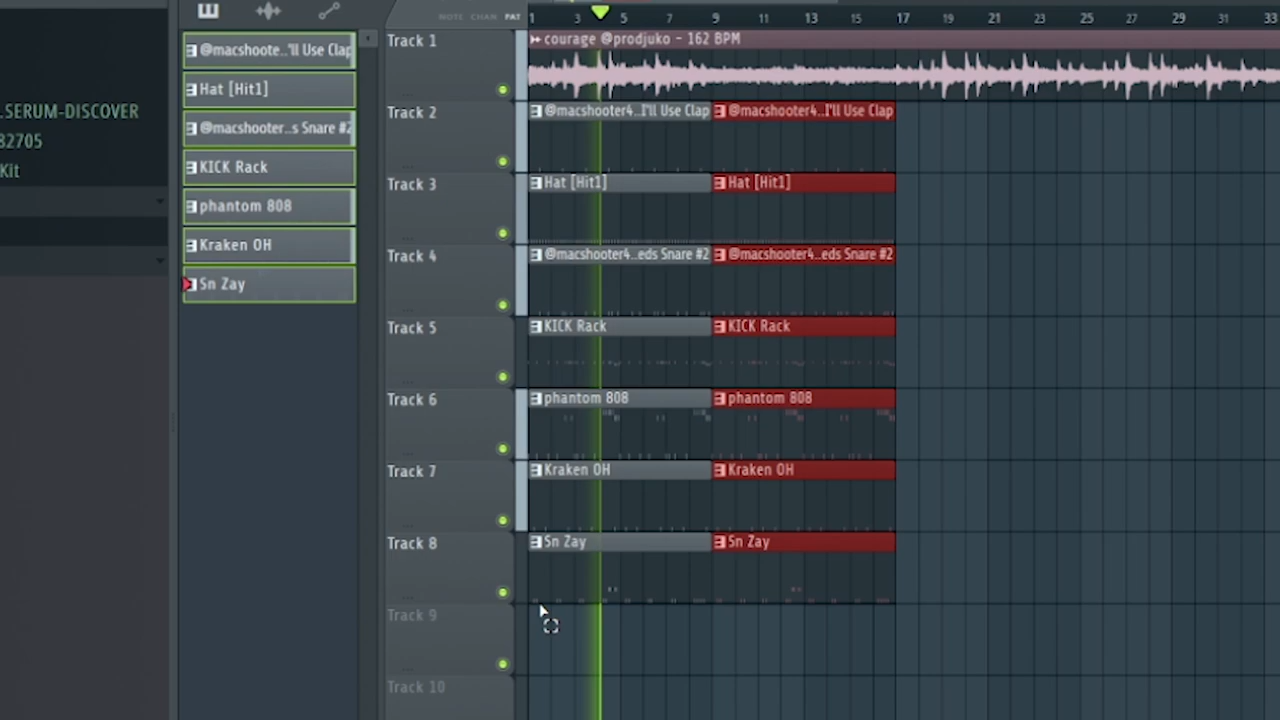 NOTE CHAN PAT
1 3 5 7 9 11 13 15 17 19 21 23 25 27 29 31 33
.SERUM-DISCOVER
82705
Kit
@macshoote..'ll Use Clap
Hat [Hit1]
@macshooter..s Snare #2
KICK Rack
phantom 808
Kraken OH
Sn Zay
Track 1
courage @prodjuko - 162 BPM
Track 2
@macshooter4..I'll Use Clap @macshooter4..I'll Use Clap
Track 3
Hat [Hit1] Hat [Hit1]
Track 4
@macshooter4..eds Snare #2 @macshooter4..eds Snare #2
Track 5
KICK Rack KICK Rack
Track 6
phantom 808 phantom 808
Track 7
Kraken OH Kraken OH
Track 8
Sn Zay Sn Zay
Track 9
Track 10